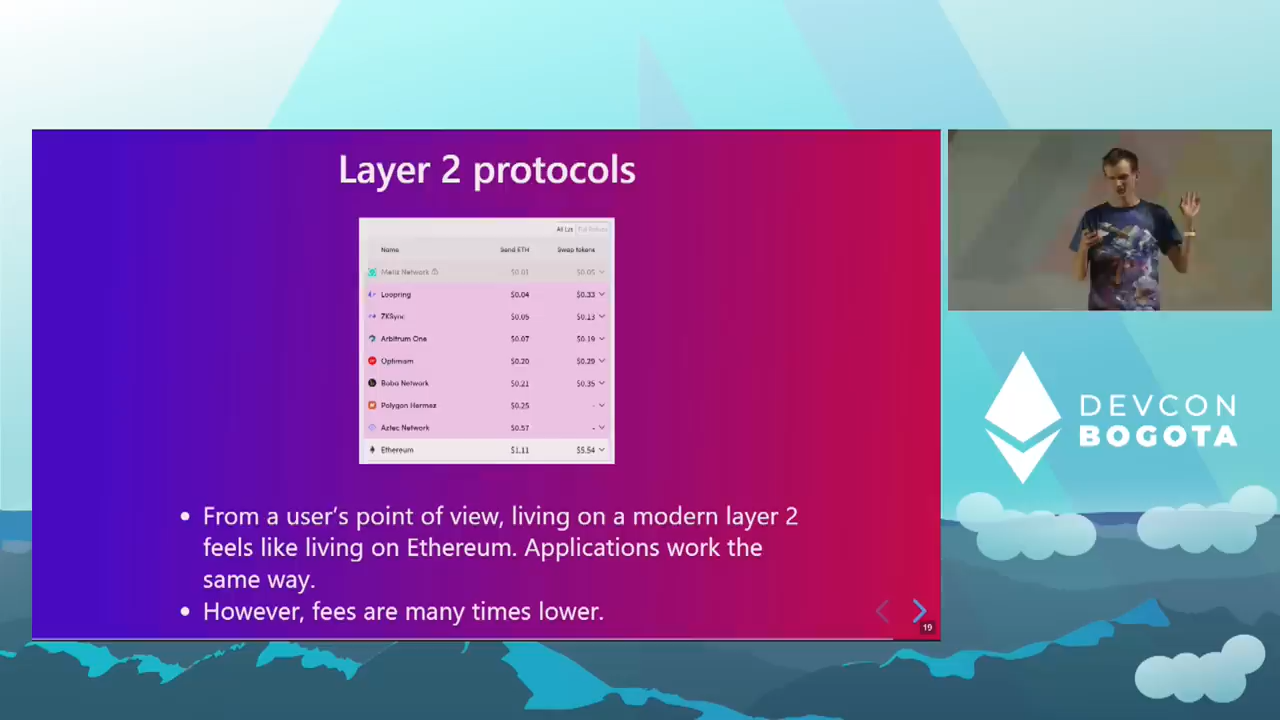 Layer 2 protocols
All L2s
Name Send ETH Swap tokens
Metis Network $0.01 $0.05
Loopring $0.04 $0.33
ZKSync $0.05 $0.13
Arbitrum One $0.07 $0.19
Optimism $0.20 $0.29
Boba Network $0.21 $0.35
Polygon Hermez $0.25 -
Aztec Network $0.57 -
Ethereum $1.11 $5.54
• From a user's point of view, living on a modern layer 2
feels like living on Ethereum. Applications work the
same way.
• However, fees are many times lower.
19
DEVCON
BOGOTA